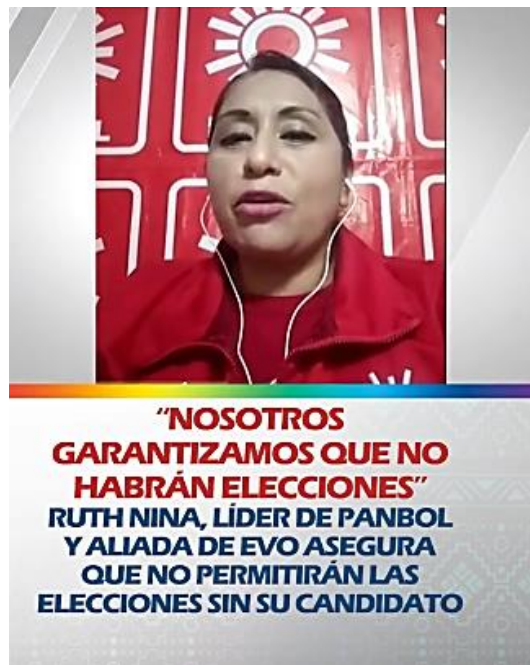 “NOSOTROS
GARANTIZAMOS QUE NO
HABRÁN ELECCIONES”
RUTH NINA, LÍDER DE PANBOL
Y ALIADA DE EVO ASEGURA
QUE NO PERMITIRÁN LAS
ELECCIONES SIN SU CANDIDATO